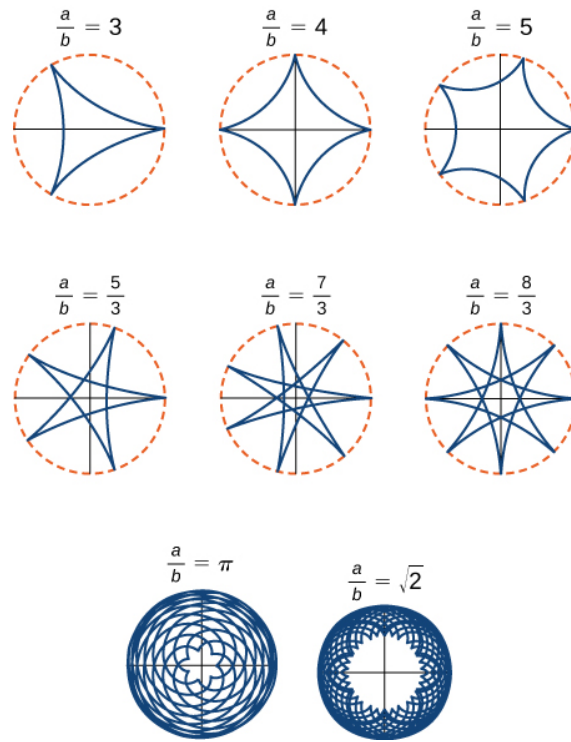 a/b = 3
a/b = 4
a/b = 5
a/b = 5/3
a/b = 7/3
a/b = 8/3
a/b = π
a/b = √2